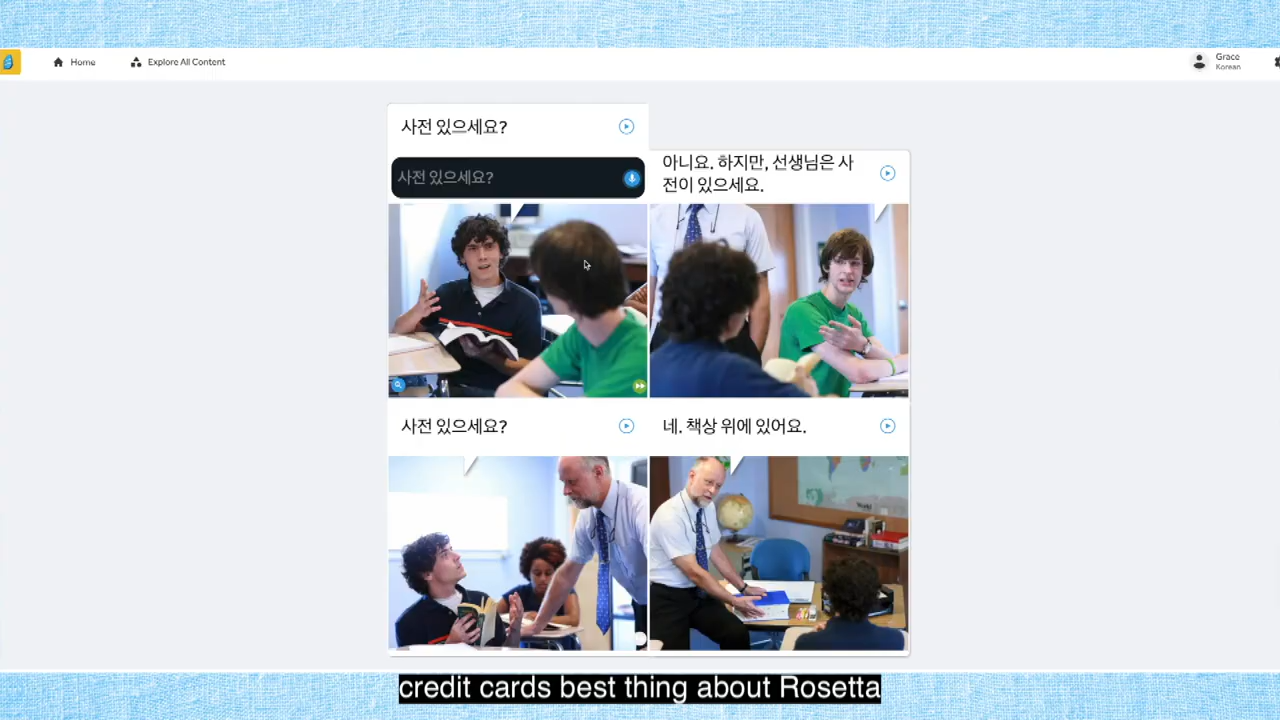 Home
Explore All Content
Grace
Korean
사전 있으세요?
사전 있으세요?
아니요. 하지만, 선생님은 사
전이 있으세요.
사전 있으세요?
네. 책상 위에 있어요.
credit cards best thing about Rosetta